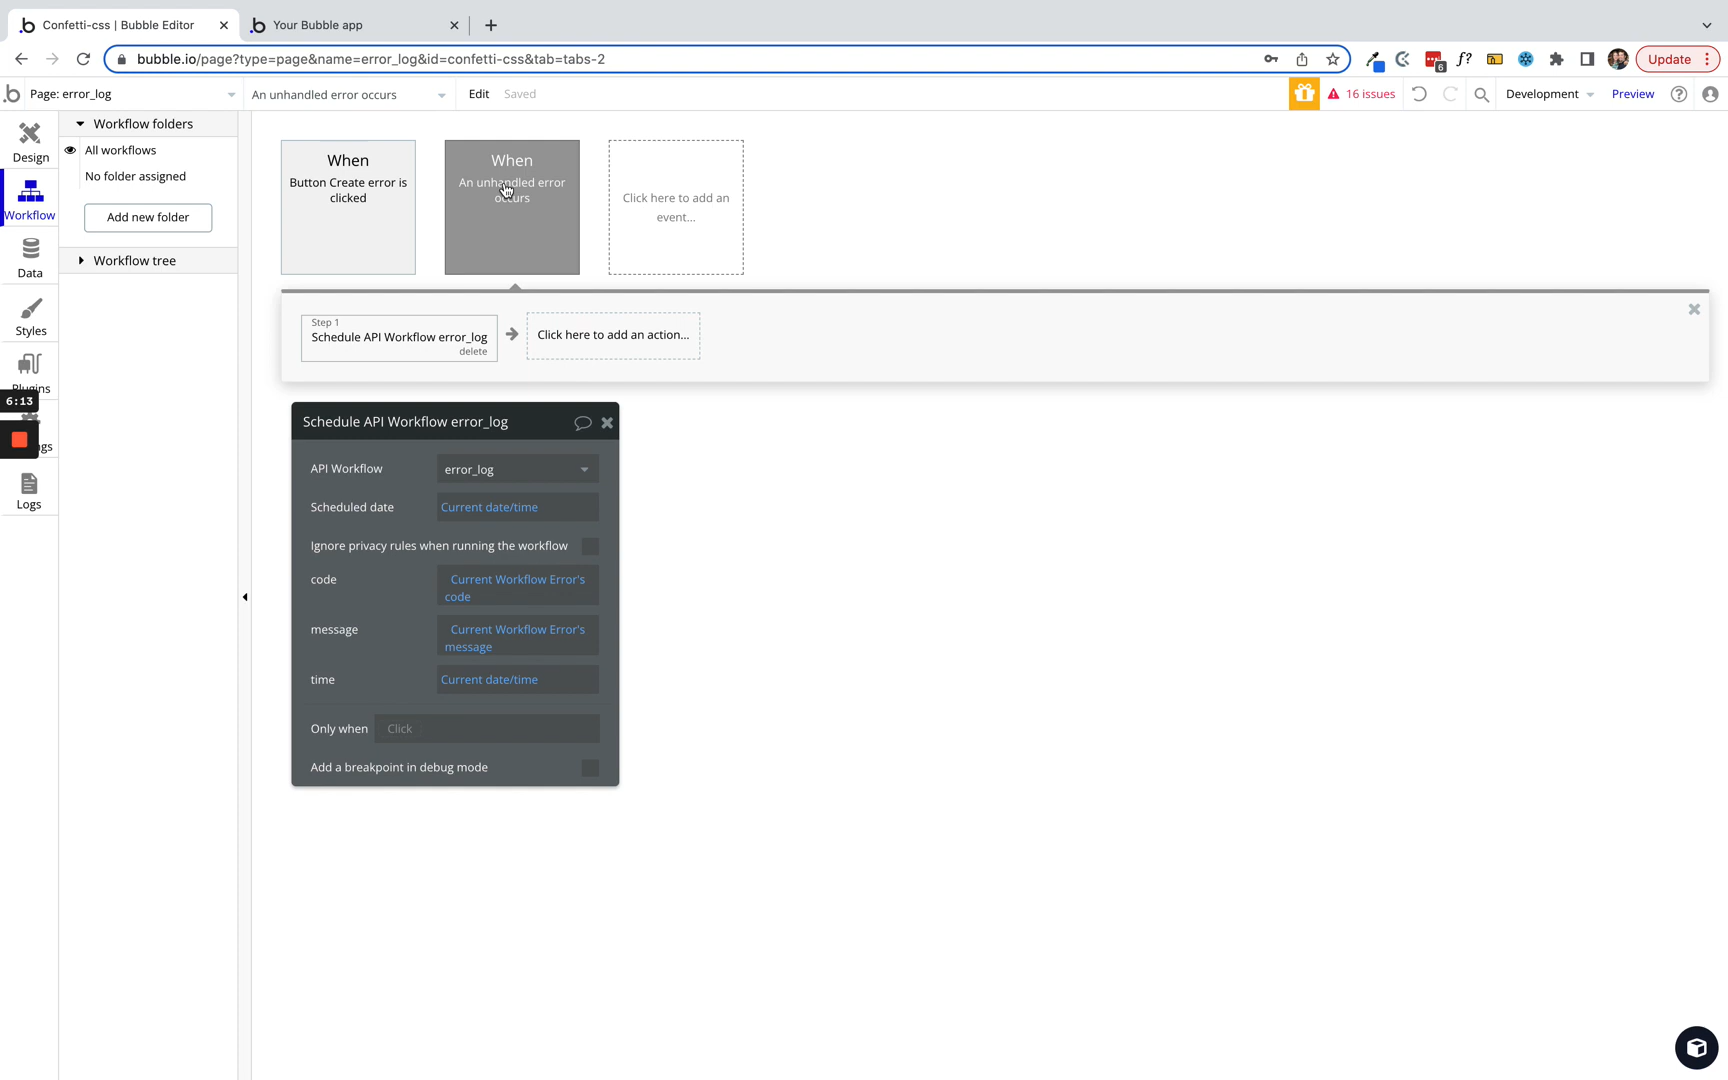 Confetti-css | Bubble Editor
Your Bubble app
bubble.io/page?type=page&name=error_log&id=confetti-css&tab=tabs-2
6
f?
Update
b
Page: error_log
An unhandled error occurs
Edit
Saved
16 issues
Development
Preview
Design
Workflow
Data
Styles
Plugins
6:13
Logs
Workflow folders
All workflows
No folder assigned
Add new folder
Workflow tree
When
Button Create error is
clicked
When
An unhandled error
occurs
Click here to add an
event...
Step 1
Schedule API Workflow error_log
delete
Click here to add an action...
Schedule API Workflow error_log
API Workflow
error_log
Scheduled date
Current date/time
Ignore privacy rules when running the workflow
code
Current Workflow Error's
code
message
Current Workflow Error's
message
time
Current date/time
Only when
Click
Add a breakpoint in debug mode